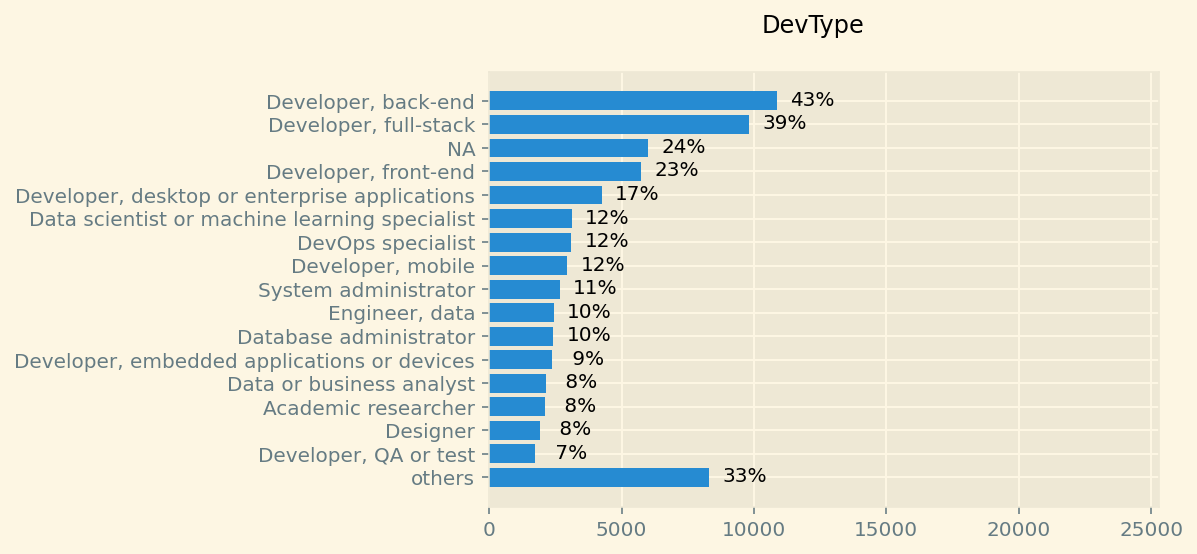 DevType
Developer, back-end 43%
Developer, full-stack 39%
NA 24%
Developer, front-end 23%
Developer, desktop or enterprise applications 17%
Data scientist or machine learning specialist 12%
DevOps specialist 12%
Developer, mobile 12%
System administrator 11%
Engineer, data 10%
Database administrator 10%
Developer, embedded applications or devices 9%
Data or business analyst 8%
Academic researcher 8%
Designer 8%
Developer, QA or test 7%
others 33%
0 5000 10000 15000 20000 25000